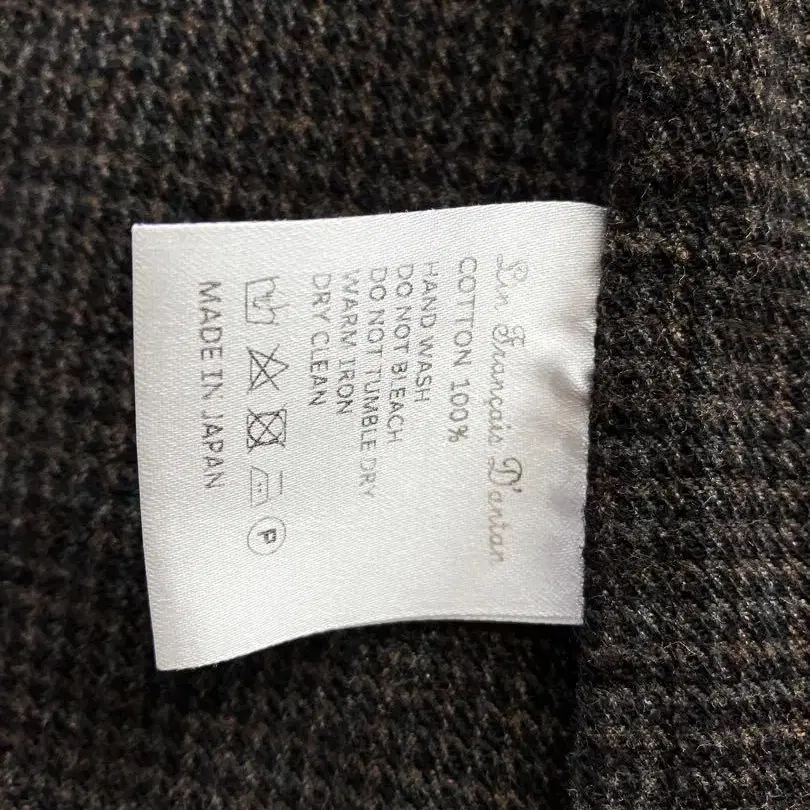 Lin Français D'antan
COTTON 100%
HAND WASH
DO NOT BLEACH
DO NOT TUMBLE DRY
WARM IRON
DRY CLEAN
P
MADE IN JAPAN